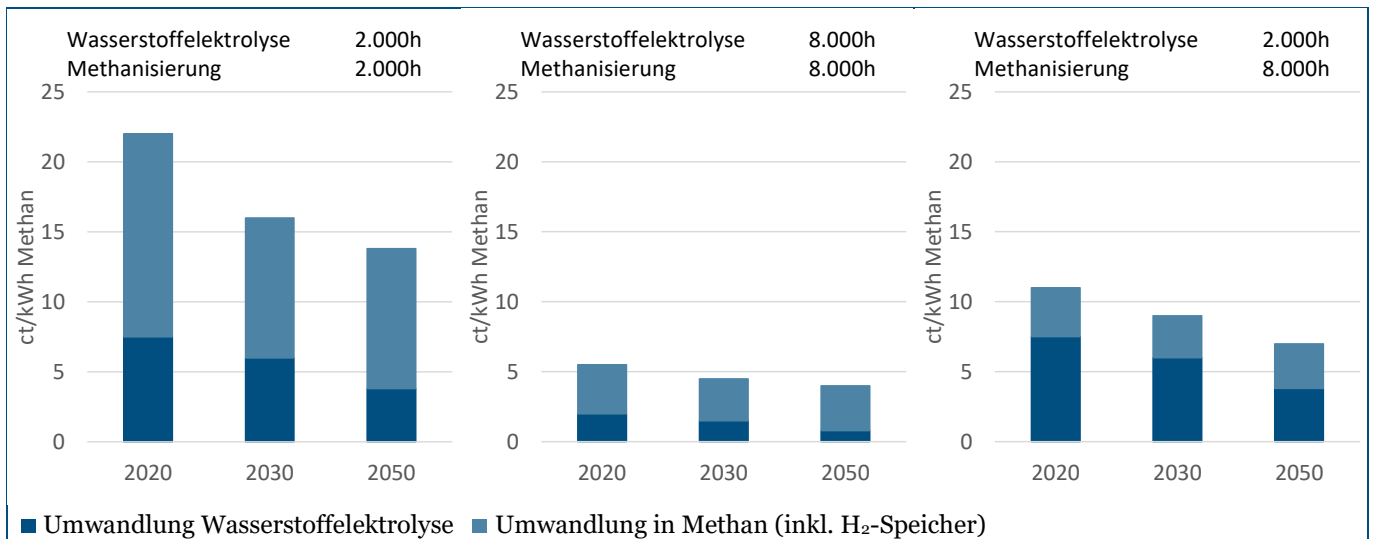 Wasserstoffelektrolyse 2.000h
Methanisierung 2.000h
25
20
15
10
5
0
ct/kWh Methan
2020 2030 2050
Wasserstoffelektrolyse 8.000h
Methanisierung 8.000h
25
20
15
10
5
0
ct/kWh Methan
2020 2030 2050
Wasserstoffelektrolyse 2.000h
Methanisierung 8.000h
25
20
15
10
5
0
ct/kWh Methan
2020 2030 2050
Umwandlung Wasserstoffelektrolyse Umwandlung in Methan (inkl. H₂-Speicher)